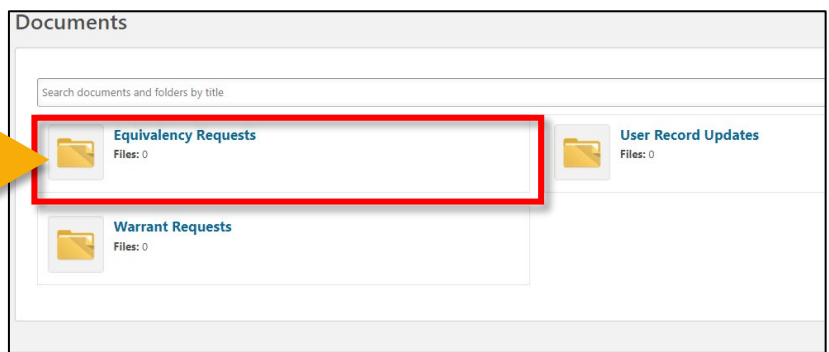 Documents
Search documents and folders by title
Equivalency Requests
Files: 0
User Record Updates
Files: 0
Warrant Requests
Files: 0